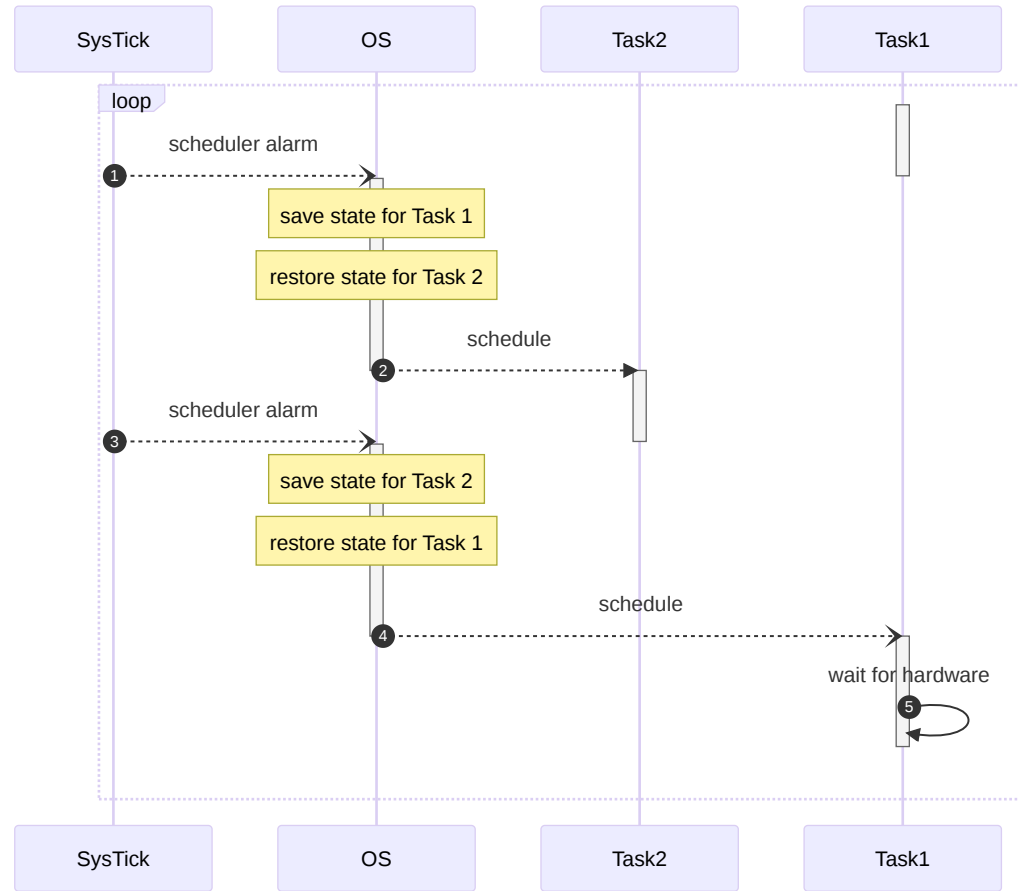 SysTick
OS
Task2
Task1
loop
scheduler alarm
1
save state for Task 1
restore state for Task 2
schedule
2
scheduler alarm
3
save state for Task 2
restore state for Task 1
schedule
4
wait for hardware
5
SysTick
OS
Task2
Task1